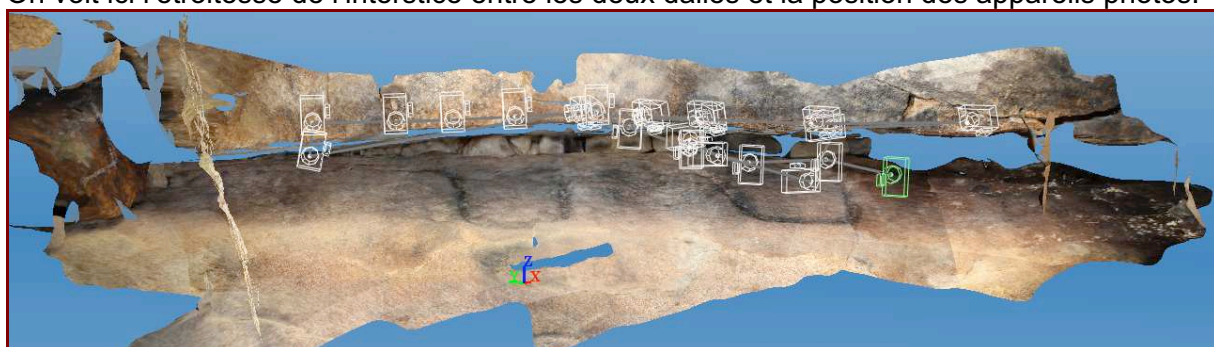 On voit ici l'étroitesse de l'interstice entre les deux dalles et la position des appareils photos.
Z
Y X